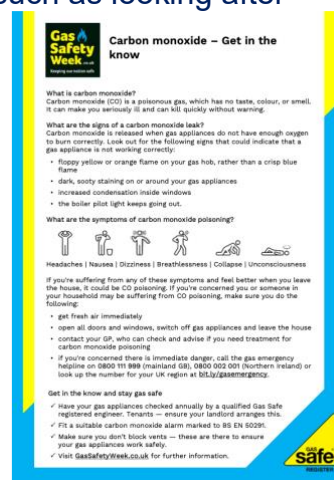 such as looking after
Gas
Safety
Week.co.uk
Keeping our nation safe
Carbon monoxide – Get in the
know
What is carbon monoxide?
Carbon monoxide (CO) is a poisonous gas, which has no taste, colour, or smell.
It can make you seriously ill and can kill quickly without warning.
What are the signs of a carbon monoxide leak?
Carbon monoxide is released when gas appliances do not have enough oxygen
to burn correctly. Look out for the following signs that could indicate that a
gas appliance is not working correctly:
• floppy yellow or orange flame on your gas hob, rather than a crisp blue
flame
• dark, sooty staining on or around your gas appliances
• increased condensation inside windows
• the boiler pilot light keeps going out.
What are the symptoms of carbon monoxide poisoning?
Headaches | Nausea | Dizziness | Breathlessness | Collapse | Unconsciousness
If you're suffering from any of these symptoms and feel better when you leave
the house, it could be CO poisoning. If you're concerned you or someone in
your household may be suffering from CO poisoning, make sure you do the
following:
• get fresh air immediately
• open all doors and windows, switch off gas appliances and leave the house
• contact your GP, who can check and advise if you need treatment for
carbon monoxide poisoning
• if you're concerned there is immediate danger, call the gas emergency
helpline on 0800 111 999 (mainland GB), 0800 002 001 (Northern Ireland) or
look up the number for your UK region at bit.ly/gasemergency.
Get in the know and stay gas safe
✓ Have your gas appliances checked annually by a qualified Gas Safe
registered engineer. Tenants — ensure your landlord arranges this.
✓ Fit a suitable carbon monoxide alarm marked to BS EN 50291.
✓ Make sure you don't block vents — these are there to ensure
your gas appliances work safely.
✓ Visit GasSafetyWeek.co.uk for further information.
safe
REGISTER